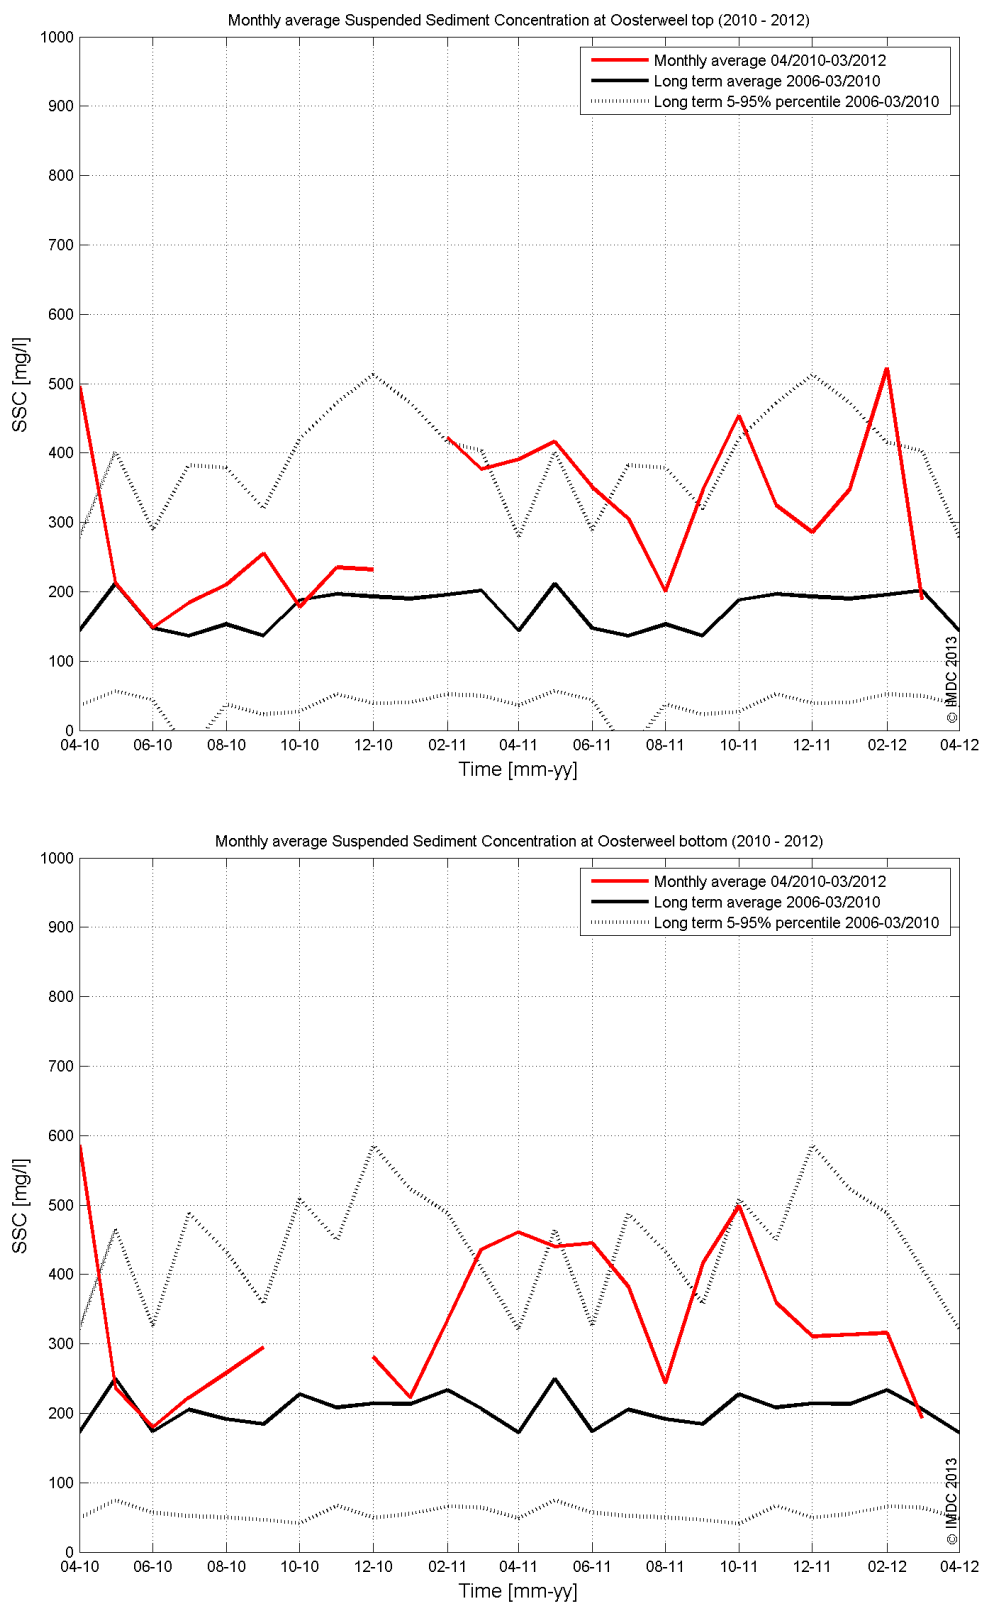 Monthly average Suspended Sediment Concentration at Oosterweel top (2010 - 2012)
1000
900
800
700
600
500
400
300
200
100
0
SSC [mg/l]
Monthly average 04/2010-03/2012
Long term average 2006-03/2010
Long term 5-95% percentile 2006-03/2010
© IMDC 2013
04-10 06-10 08-10 10-10 12-10 02-11 04-11 06-11 08-11 10-11 12-11 02-12 04-12
Time [mm-yy]
Monthly average Suspended Sediment Concentration at Oosterweel bottom (2010 - 2012)
1000
900
800
700
600
500
400
300
200
100
0
SSC [mg/l]
Monthly average 04/2010-03/2012
Long term average 2006-03/2010
Long term 5-95% percentile 2006-03/2010
© IMDC 2013
04-10 06-10 08-10 10-10 12-10 02-11 04-11 06-11 08-11 10-11 12-11 02-12 04-12
Time [mm-yy]